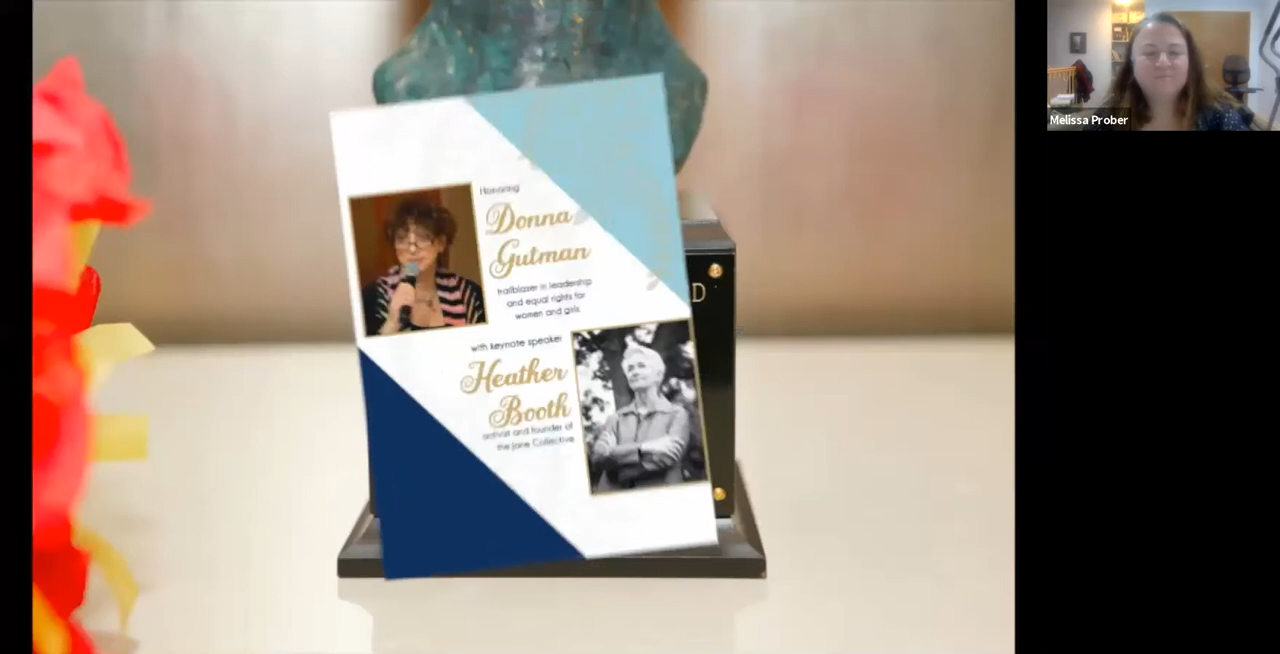 Honoring
Donna
Gutman
trailblazer in leadership
and equal rights for
women and girls
with keynote speaker
Heather
Booth
activist and founder of
the Jane Collective
D
Melissa Prober